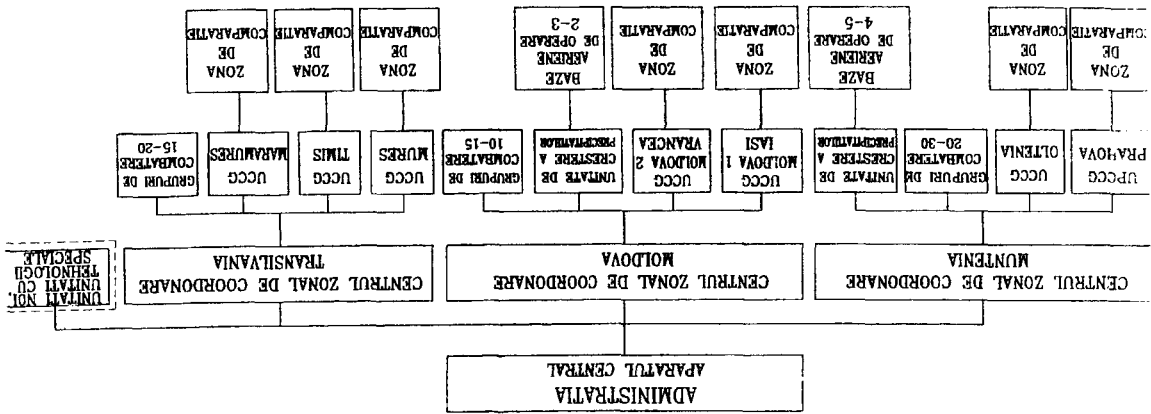 ADMINISTRATIA
APARATUL CENTRAL
CENTRUL ZONAL DE COORDONARE
MUNTENIA
CENTRUL ZONAL DE COORDONARE
MOLDOVA
CENTRUL ZONAL DE COORDONARE
TRANSILVANIA
UNITATI NOI,
UNITATI CU
TEHNOLOGII
SPECIALE
UPCCG
PRAHOVA
UCCG
OLTENIA
GRUPURI DE
COMBATERE
20-30
UNITATE DE
CRESTERE A
PRECIPITATIILOR
UCCG
MOLDOVA 1
IASI
UCCG
MOLDOVA 2
VRANCEA
UNITATE DE
CRESTERE A
PRECIPITATIILOR
GRUPURI DE
COMBATERE
10-15
UCCG
MURES
UCCG
TIMIS
UCCG
MARAMURES
GRUPURI DE
COMBATERE
15-20
ZONA
DE
COMPARATIE
ZONA
DE
COMPARATIE
BAZE
AERIENE
DE OPERARE
4-5
ZONA
DE
COMPARATIE
ZONA
DE
COMPARATIE
BAZE
AERIENE
DE OPERARE
2-3
ZONA
DE
COMPARATIE
ZONA
DE
COMPARATIE
ZONA
DE
COMPARATIE